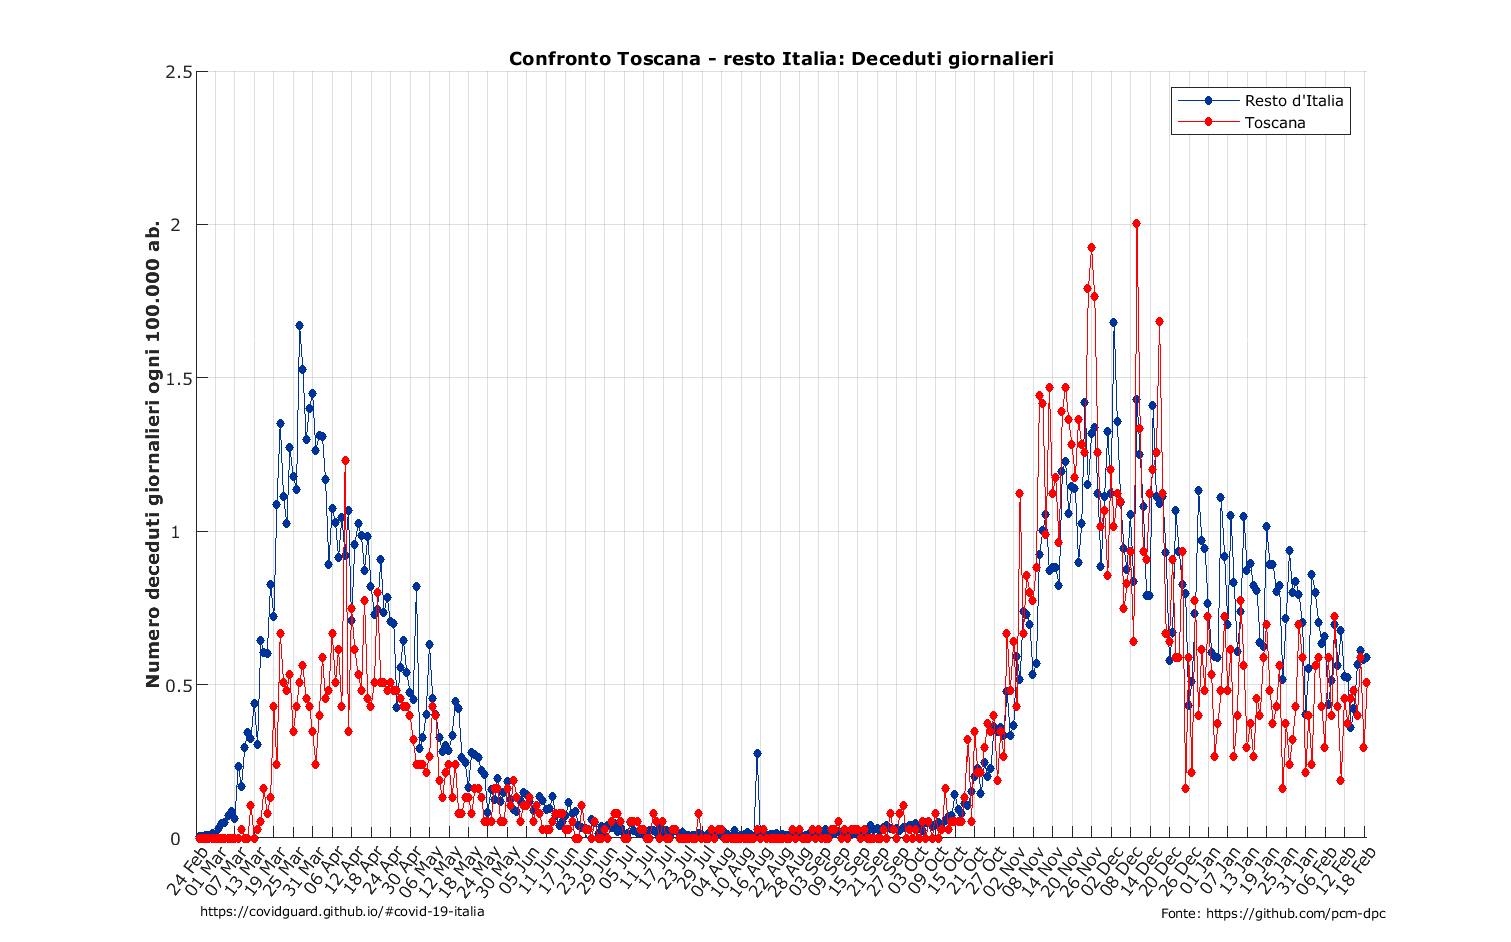 Confronto Toscana - resto Italia: Deceduti giornalieri
2.5
2
1.5
1
0.5
0
Numero deceduti giornalieri ogni 100.000 ab.
Resto d'Italia
Toscana
24 Feb
01 Mar
07 Mar
13 Mar
19 Mar
25 Mar
31 Mar
06 Apr
12 Apr
18 Apr
24 Apr
30 Apr
06 May
12 May
18 May
24 May
30 May
05 Jun
11 Jun
17 Jun
23 Jun
29 Jun
05 Jul
11 Jul
17 Jul
23 Jul
29 Jul
04 Aug
10 Aug
16 Aug
22 Aug
28 Aug
03 Sep
09 Sep
15 Sep
21 Sep
27 Sep
03 Oct
09 Oct
15 Oct
21 Oct
27 Oct
02 Nov
08 Nov
14 Nov
20 Nov
26 Nov
02 Dec
08 Dec
14 Dec
20 Dec
26 Dec
01 Jan
07 Jan
13 Jan
19 Jan
25 Jan
31 Jan
06 Feb
12 Feb
18 Feb
https://covidguard.github.io/#covid-19-italia
Fonte: https://github.com/pcm-dpc